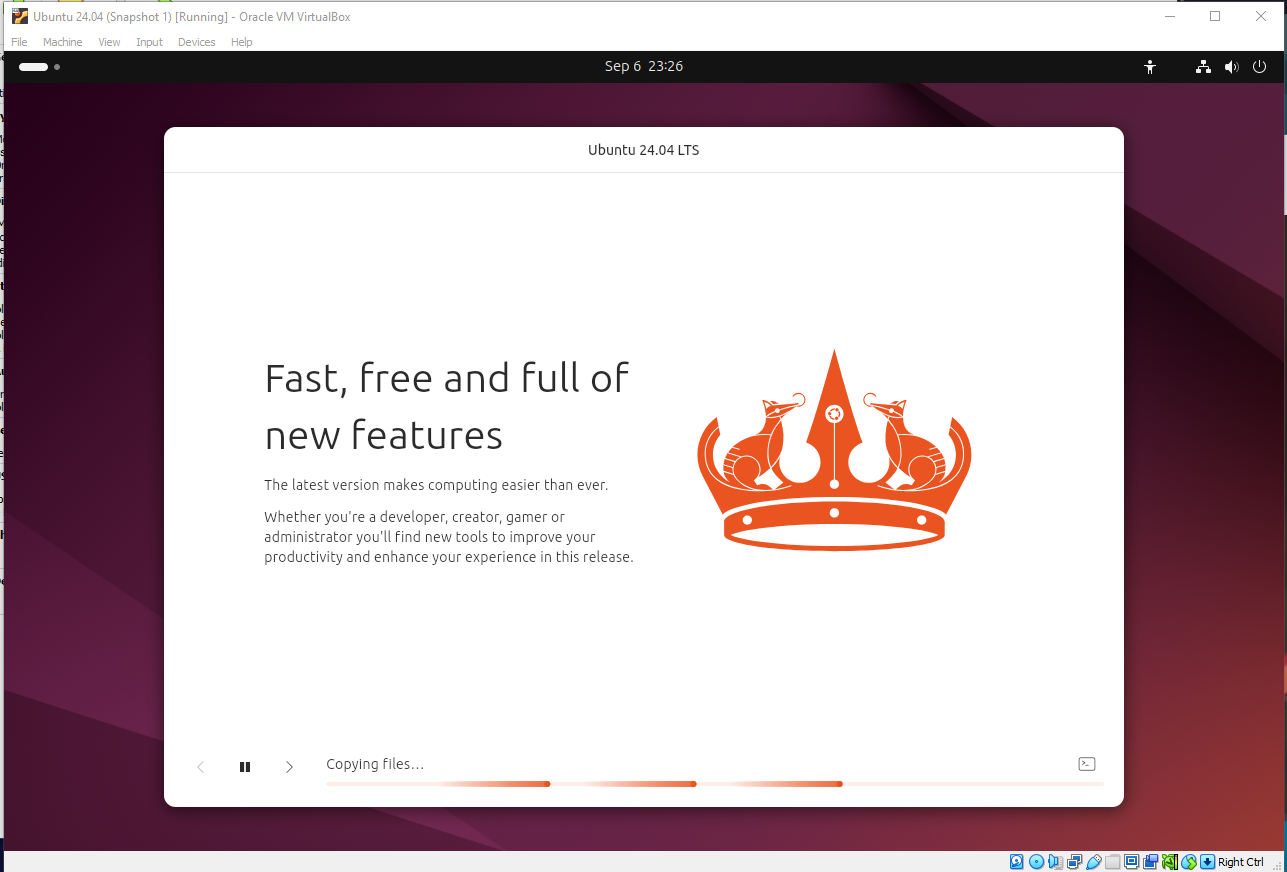 Ubuntu 24.04 (Snapshot 1) [Running] - Oracle VM VirtualBox
File Machine View Input Devices Help
Sep 6 23:26
Ubuntu 24.04 LTS
Fast, free and full of
new features
The latest version makes computing easier than ever.
Whether you're a developer, creator, gamer or
administrator you'll find new tools to improve your
productivity and enhance your experience in this release.
Copying files…
Right Ctrl